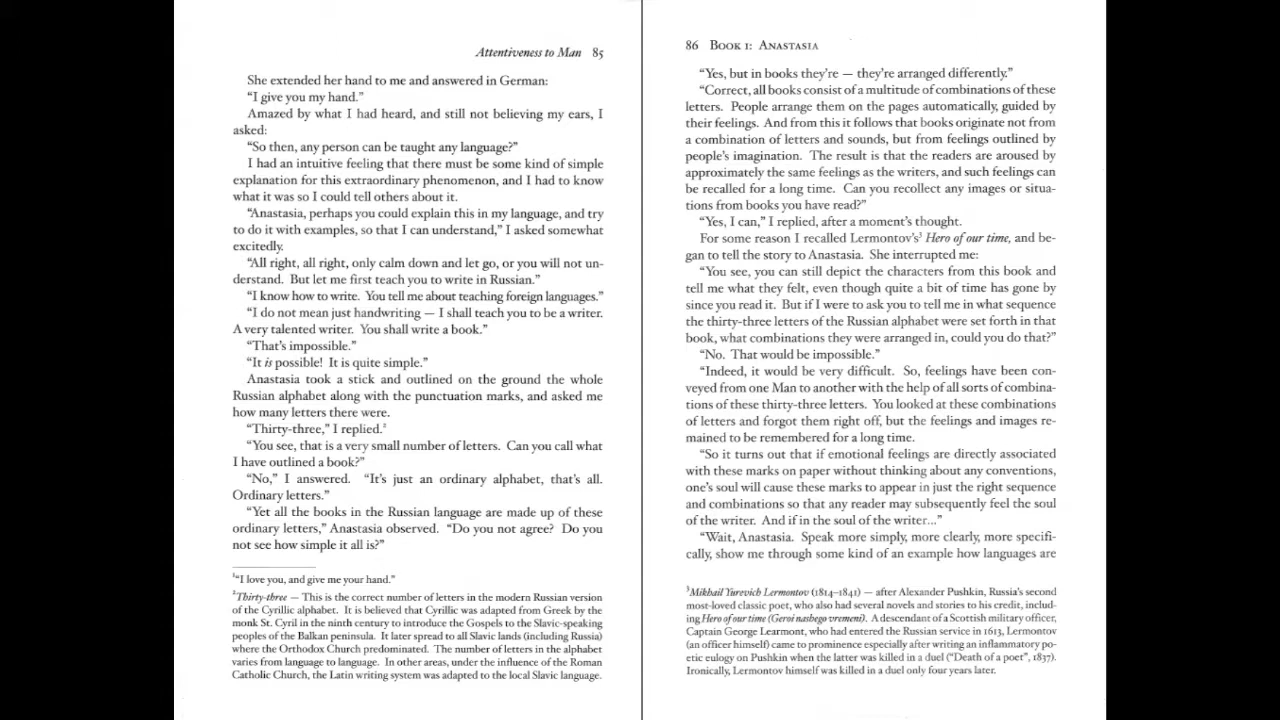 Attentiveness to Man 85
She extended her hand to me and answered in German:
“I give you my hand.”
Amazed by what I had heard, and still not believing my ears, I
asked:
“So then, any person can be taught any language?”
I had an intuitive feeling that there must be some kind of simple
explanation for this extraordinary phenomenon, and I had to know
what it was so I could tell others about it.
“Anastasia, perhaps you could explain this in my language, and try
to do it with examples, so that I can understand,” I asked somewhat
excitedly.
“All right, all right, only calm down and let go, or you will not un-
derstand. But let me first teach you to write in Russian.”
“I know how to write. You tell me about teaching foreign languages.”
“I do not mean just handwriting — I shall teach you to be a writer.
A very talented writer. You shall write a book.”
“That’s impossible.”
“It is possible! It is quite simple.”
Anastasia took a stick and outlined on the ground the whole
Russian alphabet along with the punctuation marks, and asked me
how many letters there were.
“Thirty-three,” I replied.²
“You see, that is a very small number of letters. Can you call what
I have outlined a book?”
“No,” I answered. “It’s just an ordinary alphabet, that’s all.
Ordinary letters.”
“Yet all the books in the Russian language are made up of these
ordinary letters,” Anastasia observed. “Do you not agree? Do you
not see how simple it all is?”
¹“I love you, and give me your hand.”
²Thirty-three — This is the correct number of letters in the modern Russian version
of the Cyrillic alphabet. It is believed that Cyrillic was adapted from Greek by the
monk St. Cyril in the ninth century to introduce the Gospels to the Slavic-speaking
peoples of the Balkan peninsula. It later spread to all Slavic lands (including Russia)
where the Orthodox Church predominated. The number of letters in the alphabet
varies from language to language. In other areas, under the influence of the Roman
Catholic Church, the Latin writing system was adapted to the local Slavic language.
86 Book 1: Anastasia
“Yes, but in books they’re — they’re arranged differently.”
“Correct, all books consist of a multitude of combinations of these
letters. People arrange them on the pages automatically, guided by
their feelings. And from this it follows that books originate not from
a combination of letters and sounds, but from feelings outlined by
people’s imagination. The result is that the readers are aroused by
approximately the same feelings as the writers, and such feelings can
be recalled for a long time. Can you recollect any images or situa-
tions from books you have read?”
“Yes, I can,” I replied, after a moment’s thought.
For some reason I recalled Lermontov’s³ Hero of our time, and be-
gan to tell the story to Anastasia. She interrupted me:
“You see, you can still depict the characters from this book and
tell me what they felt, even though quite a bit of time has gone by
since you read it. But if I were to ask you to tell me in what sequence
the thirty-three letters of the Russian alphabet were set forth in that
book, what combinations they were arranged in, could you do that?”
“No. That would be impossible.”
“Indeed, it would be very difficult. So, feelings have been con-
veyed from one Man to another with the help of all sorts of combina-
tions of these thirty-three letters. You looked at these combinations
of letters and forgot them right off, but the feelings and images re-
mained to be remembered for a long time.
“So it turns out that if emotional feelings are directly associated
with these marks on paper without thinking about any conventions,
one’s soul will cause these marks to appear in just the right sequence
and combinations so that any reader may subsequently feel the soul
of the writer. And if in the soul of the writer...”
“Wait, Anastasia. Speak more simply, more clearly, more specifi-
cally, show me through some kind of an example how languages are
³Mikhail Yurevich Lermontov (1814–1841) — after Alexander Pushkin, Russia’s second
most-loved classic poet, who also had several novels and stories to his credit, includ-
ing Hero of our time (Geroi nashego vremeni). A descendant of a Scottish military officer,
Captain George Learmont, who had entered the Russian service in 1613, Lermontov
(an officer himself) came to prominence especially after writing an inflammatory po-
etic eulogy on Pushkin when the latter was killed in a duel (“Death of a poet”, 1837).
Ironically, Lermontov himself was killed in a duel only four years later.